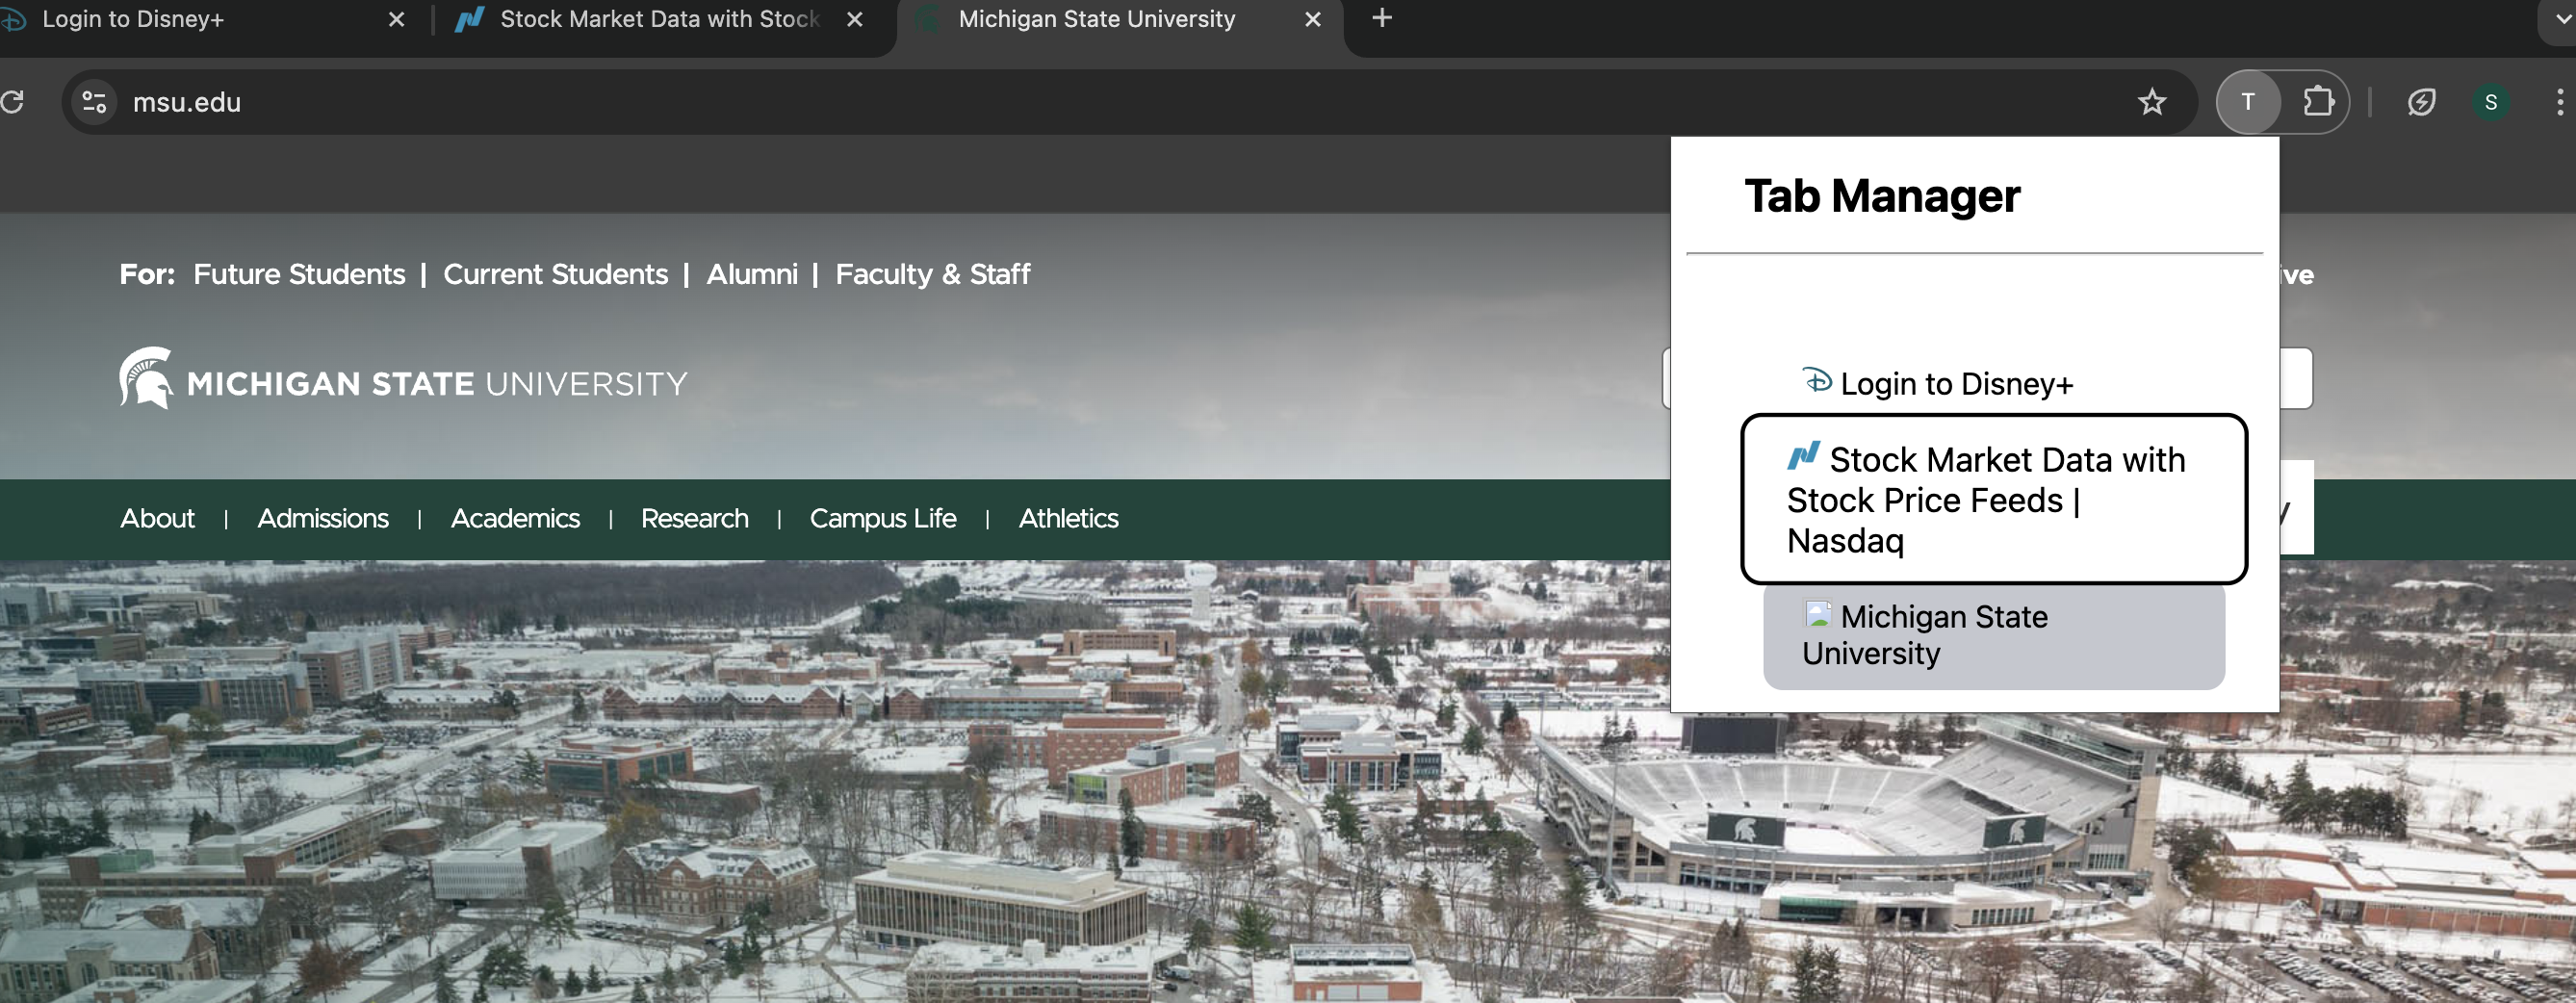 Login to Disney+
Stock Market Data with Stock
Michigan State University
msu.edu
T
S
Tab Manager
For: Future Students | Current Students | Alumni | Faculty & Staff
MICHIGAN STATE UNIVERSITY
Login to Disney+
Stock Market Data with
Stock Price Feeds |
Nasdaq
Michigan State
University
About | Admissions | Academics | Research | Campus Life | Athletics